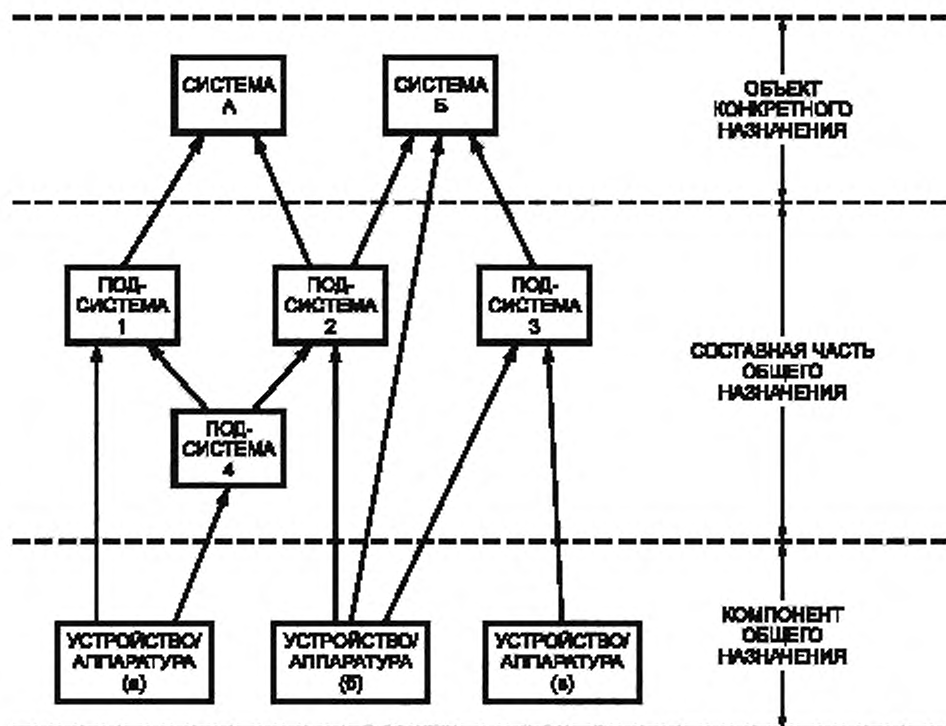 СИСТЕМА
А
СИСТЕМА
Б
ОБЪЕКТ
КОНКРЕТНОГО
НАЗНАЧЕНИЯ
ПОД-
СИСТЕМА
1
ПОД-
СИСТЕМА
2
ПОД-
СИСТЕМА
3
СОСТАВНАЯ ЧАСТЬ
ОБЩЕГО
НАЗНАЧЕНИЯ
ПОД-
СИСТЕМА
4
УСТРОЙСТВО/
АППАРАТУРА
(а)
УСТРОЙСТВО/
АППАРАТУРА
(б)
УСТРОЙСТВО/
АППАРАТУРА
(в)
КОМПОНЕНТ
ОБЩЕГО
НАЗНАЧЕНИЯ